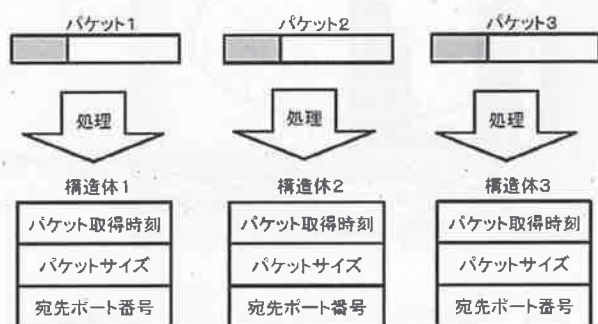 パケット1 パケット2 パケット3
処理 処理 処理
構造体1 構造体2 構造体3
パケット取得時刻 パケット取得時刻 パケット取得時刻
パケットサイズ パケットサイズ パケットサイズ
宛先ポート番号 宛先ポート番号 宛先ポート番号